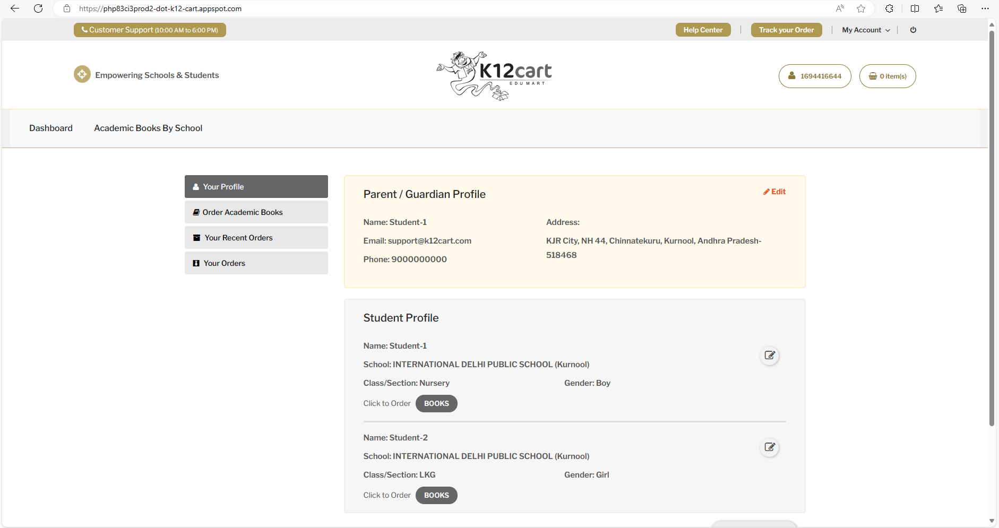 https://php83ci3prod2-dot-k12-cart.appspot.com
Customer Support (10:00 AM to 6:00 PM)
Help Center
Track your Order
My Account
Empowering Schools & Students
K12cart
EDU MART
1694416644
0 item(s)
Dashboard
Academic Books By School
Your Profile
Order Academic Books
Your Recent Orders
Your Orders
Parent / Guardian Profile
Edit
Name: Student-1
Email: support@k12cart.com
Phone: 9000000000
Address:
KJR City, NH 44, Chinnatekuru, Kurnool, Andhra Pradesh-
518468
Student Profile
Name: Student-1
School: INTERNATIONAL DELHI PUBLIC SCHOOL (Kurnool)
Class/Section: Nursery
Gender: Boy
Click to Order BOOKS
Name: Student-2
School: INTERNATIONAL DELHI PUBLIC SCHOOL (Kurnool)
Class/Section: LKG
Gender: Girl
Click to Order BOOKS